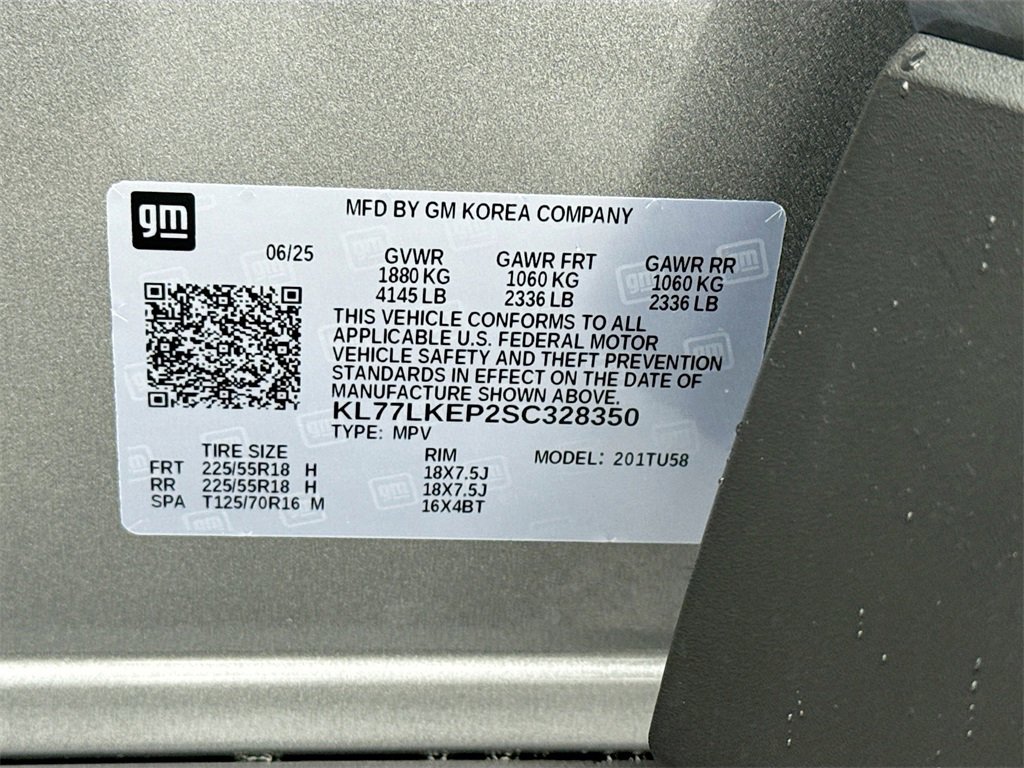 gm
MFD BY GM KOREA COMPANY
06/25 GVWR GAWR FRT GAWR RR
1880 KG 1060 KG 1060 KG
4145 LB 2336 LB 2336 LB
THIS VEHICLE CONFORMS TO ALL
APPLICABLE U.S. FEDERAL MOTOR
VEHICLE SAFETY AND THEFT PREVENTION
STANDARDS IN EFFECT ON THE DATE OF
MANUFACTURE SHOWN ABOVE.
KL77LKEP2SC328350
TYPE: MPV
TIRE SIZE RIM MODEL: 201TU58
FRT 225/55R18 H 18X7.5J
RR 225/55R18 H 18X7.5J
SPA T125/70R16 M 16X4BT